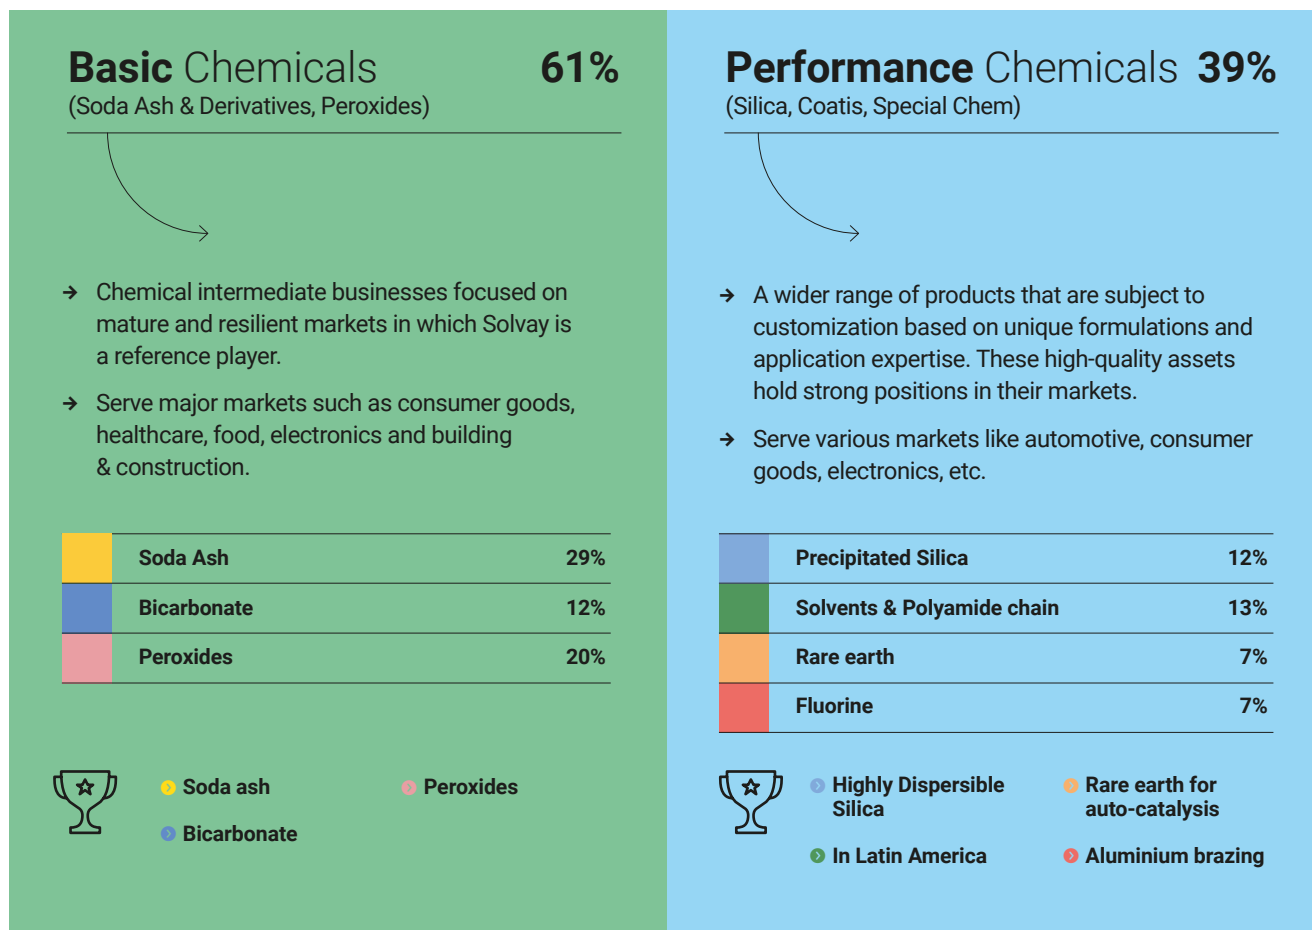 Basic Chemicals 61%
(Soda Ash & Derivatives, Peroxides)
→ Chemical intermediate businesses focused on
mature and resilient markets in which Solvay is
a reference player.
→ Serve major markets such as consumer goods,
healthcare, food, electronics and building
& construction.
Soda Ash 29%
Bicarbonate 12%
Peroxides 20%
Soda ash
Peroxides
Bicarbonate
Performance Chemicals 39%
(Silica, Coatis, Special Chem)
→ A wider range of products that are subject to
customization based on unique formulations and
application expertise. These high-quality assets
hold strong positions in their markets.
→ Serve various markets like automotive, consumer
goods, electronics, etc.
Precipitated Silica 12%
Solvents & Polyamide chain 13%
Rare earth 7%
Fluorine 7%
Highly Dispersible
Silica
Rare earth for
auto-catalysis
In Latin America
Aluminium brazing